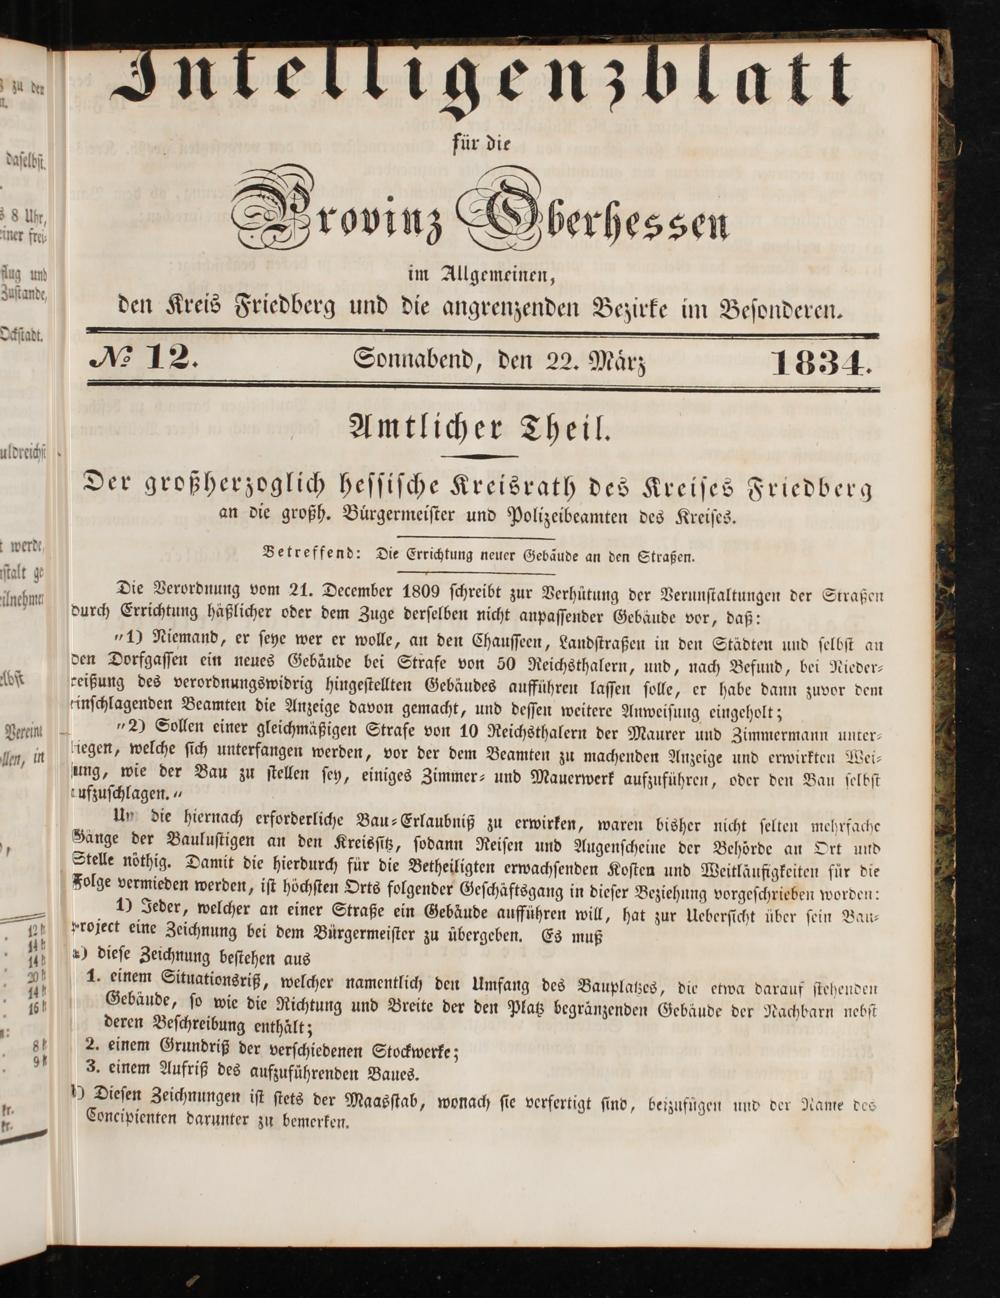 Intelligenzblatt
für die
Provinz Oberhessen
im Allgemeinen,
den Kreis Friedberg und die angrenzenden Bezirke im Besonderen.
№ 12. Sonnabend, den 22. März 1834.
Amtlicher Theil.
Der großherzoglich hessische Kreisrath des Kreises Friedberg
an die großh. Bürgermeister und Polizeibeamten des Kreises.
Betreffend: Die Errichtung neuer Gebäude an den Straßen.
Die Verordnung vom 21. December 1809 schreibt zur Verhütung der Verunstaltungen der Straßen
durch Errichtung häßlicher oder dem Zuge derselben nicht anpassender Gebäude vor, daß:
„1) Niemand, er seye wer er wolle, an den Chausseen, Landstraßen in den Städten und selbst an
den Dorfgassen ein neues Gebäude bei Strafe von 50 Reichsthalern, und, nach Befund, bei Nieder-
reißung des verordnungswidrig hingestellten Gebäudes aufführen lassen solle, er habe dann zuvor dem
einschlagenden Beamten die Anzeige davon gemacht, und dessen weitere Anweisung eingeholt;
„2) Sollen einer gleichmäßigen Strafe von 10 Reichsthalern der Maurer und Zimmermann unter-
liegen, welche sich unterfangen werden, vor der dem Beamten zu machenden Anzeige und erwirkten Wei-
sung, wie der Bau zu stellen sey, einiges Zimmer- und Mauerwerk aufzuführen, oder den Bau selbst
aufzuschlagen.„
Um die hiernach erforderliche Bau-Erlaubniß zu erwirken, waren bisher nicht selten mehrfache
Gänge der Baulustigen an den Kreissitz, sodann Reisen und Augenscheine der Behörde an Ort und
Stelle nöthig. Damit die hierdurch für die Betheiligten erwachsenden Kosten und Weitläufigkeiten für die
Folge vermieden werden, ist höchsten Orts folgender Geschäftsgang in dieser Beziehung vorgeschrieben worden:
1) Jeder, welcher an einer Straße ein Gebäude aufführen will, hat zur Uebersicht über sein Bau-
project eine Zeichnung bei dem Bürgermeister zu übergeben. Es muß
a) diese Zeichnung bestehen aus
1. einem Situationsriß, welcher namentlich den Umfang des Bauplatzes, die etwa darauf stehenden
Gebäude, so wie die Richtung und Breite der den Platz begränzenden Gebäude der Nachbarn nebst
deren Beschreibung enthält;
2. einem Grundriß der verschiedenen Stockwerke;
3. einem Aufriß des aufzuführenden Baues.
b) Diesen Zeichnungen ist stets der Maasstab, wonach sie verfertigt sind, beizufügen und der Name des
Concipienten darunter zu bemerken.